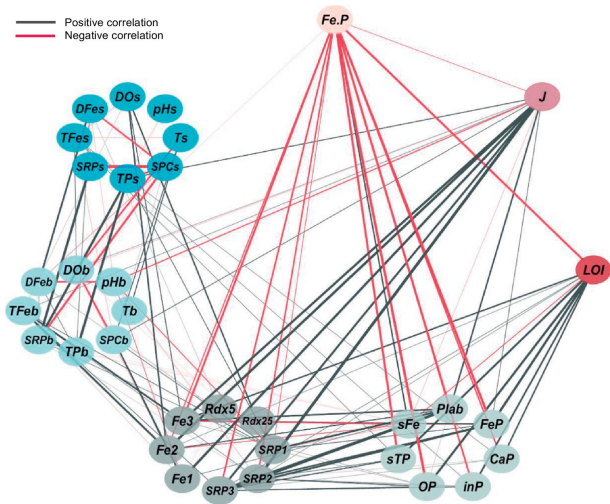 Positive correlation
Negative correlation
Fe.P
J
LOI
DOs
DFes
pHs
TFes
Ts
SRPs
SPCs
TPs
DOb
DFeb
pHb
TFeb
Tb
SRPb
SPCb
TPb
Rdx5
Fe3
Rdx25
Fe2
SRP1
Fe1
SRP2
SRP3
Plab
sFe
FeP
sTP
CaP
OP
inP